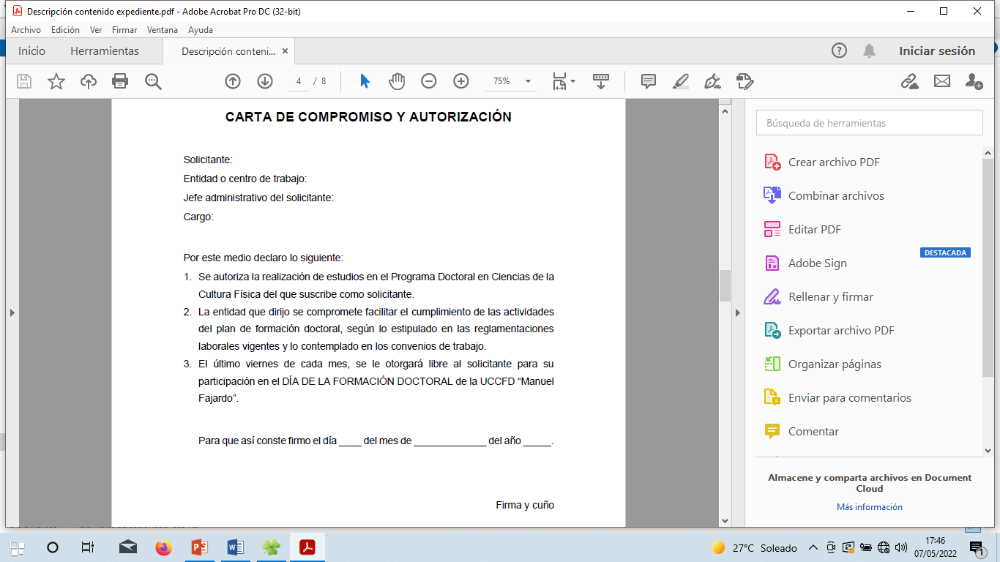 Descripción contenido expediente.pdf - Adobe Acrobat Pro DC (32-bit)
Archivo Edición Ver Firmar Ventana Ayuda
Inicio Herramientas Descripción conteni... × Iniciar sesión
4 / 8 75%
CARTA DE COMPROMISO Y AUTORIZACIÓN
Solicitante:
Entidad o centro de trabajo:
Jefe administrativo del solicitante:
Cargo:
Por este medio declaro lo siguiente:
1. Se autoriza la realización de estudios en el Programa Doctoral en Ciencias de la
Cultura Física del que suscribe como solicitante.
2. La entidad que dirijo se compromete facilitar el cumplimiento de las actividades
del plan de formación doctoral, según lo estipulado en las reglamentaciones
laborales vigentes y lo contemplado en los convenios de trabajo.
3. El último viernes de cada mes, se le otorgará libre al solicitante para su
participación en el DÍA DE LA FORMACIÓN DOCTORAL de la UCCFD “Manuel
Fajardo”.
Para que así conste firmo el día ____ del mes de _____________ del año _____.
Firma y cuño
Búsqueda de herramientas
Crear archivo PDF
Combinar archivos
Editar PDF
DESTACADA
Adobe Sign
Rellenar y firmar
Exportar archivo PDF
Organizar páginas
Enviar para comentarios
Comentar
Almacene y comparta archivos en Document
Cloud
Más información
27°C Soleado
17:46
07/05/2022
1